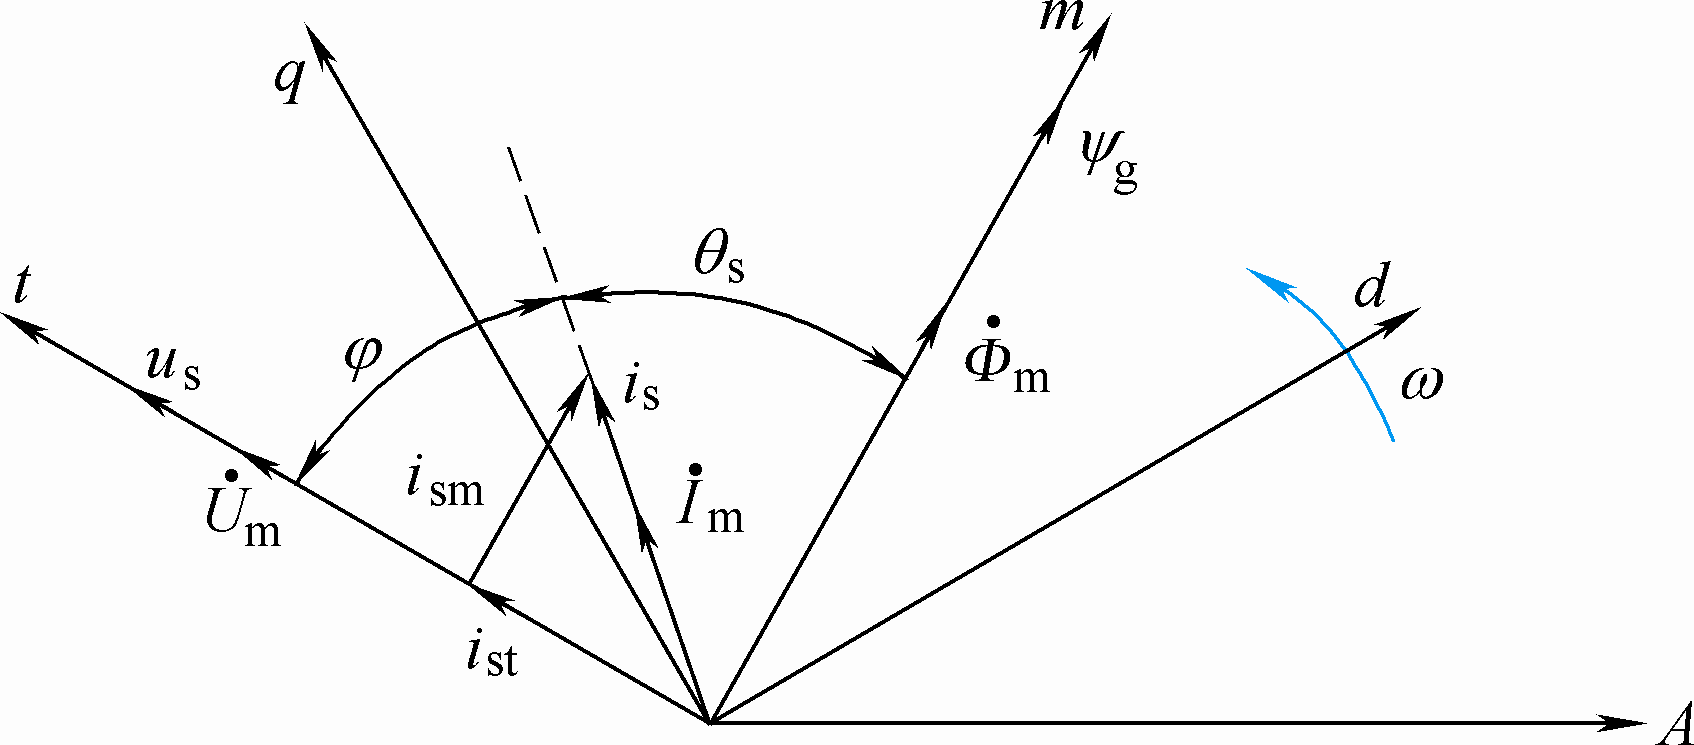 m
q
ψg
θs
t
d
us
φ
Φ̇m
is
ω
ism
İm
U̇m
ist
A